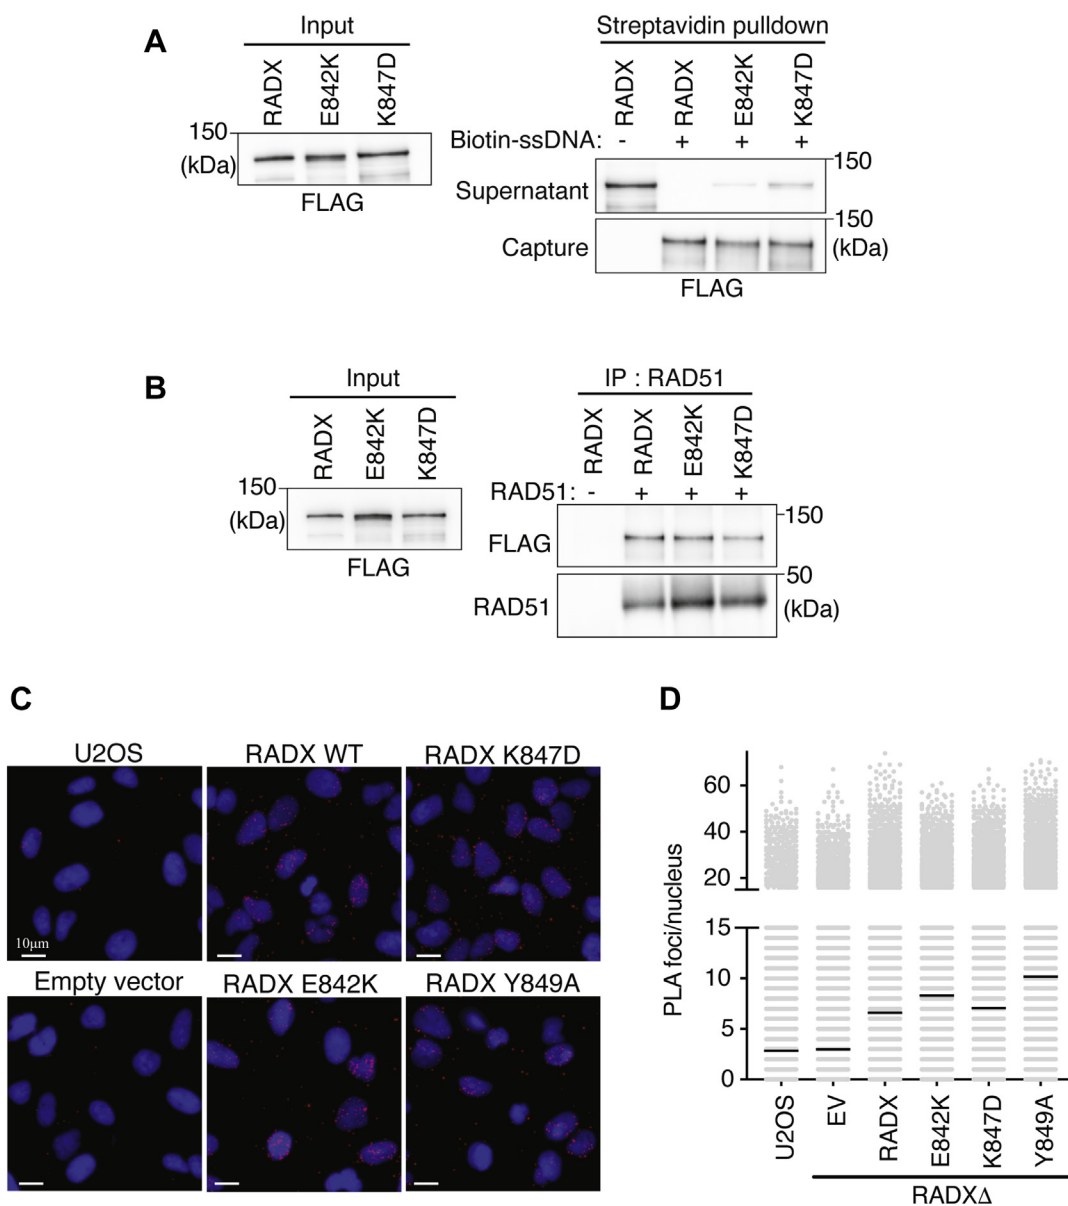 A
Input
RADX
E842K
K847D
150
(kDa)
FLAG
Streptavidin pulldown
RADX
RADX
E842K
K847D
Biotin-ssDNA: - + + +
150
Supernatant
150
Capture
(kDa)
FLAG
B
Input
RADX
E842K
K847D
150
(kDa)
FLAG
IP : RAD51
RADX
RADX
E842K
K847D
RAD51: - + + +
150
FLAG
50
RAD51
(kDa)
C
U2OS
RADX WT
RADX K847D
10μm
Empty vector
RADX E842K
RADX Y849A
D
PLA foci/nucleus
60
40
20
15
10
5
0
U2OS
EV
RADX
E842K
K847D
Y849A
RADXΔ